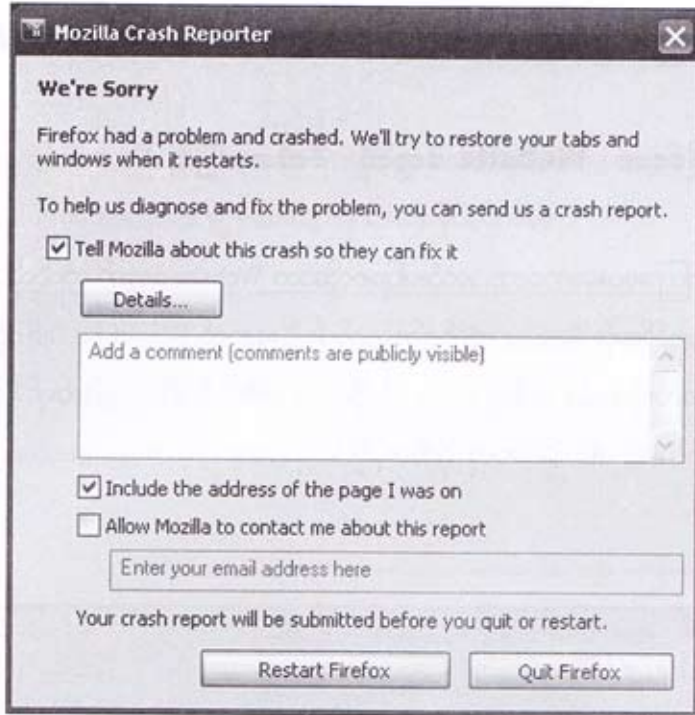 Mozilla Crash Reporter
We're Sorry
Firefox had a problem and crashed. We'll try to restore your tabs and
windows when it restarts.
To help us diagnose and fix the problem, you can send us a crash report.
Tell Mozilla about this crash so they can fix it
Details...
Add a comment (comments are publicly visible)
Include the address of the page I was on
Allow Mozilla to contact me about this report
Enter your email address here
Your crash report will be submitted before you quit or restart.
Restart Firefox
Quit Firefox